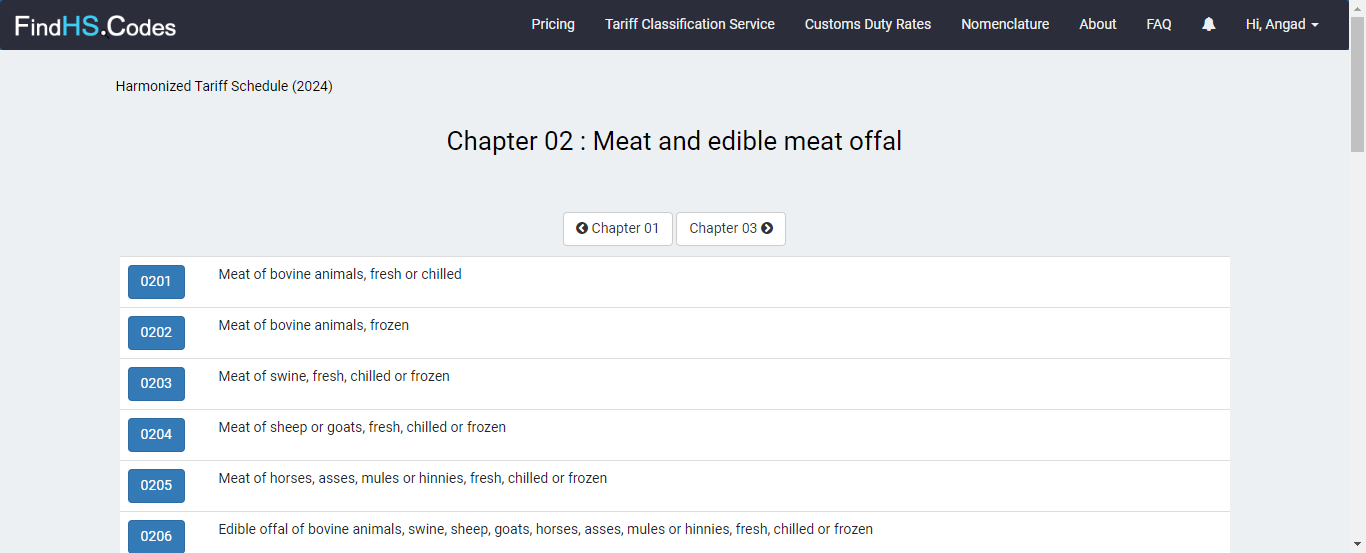 FindHS.Codes Pricing Tariff Classification Service Customs Duty Rates Nomenclature About FAQ Hi, Angad
Harmonized Tariff Schedule (2024)
Chapter 02 : Meat and edible meat offal
Chapter 01 Chapter 03
0201 Meat of bovine animals, fresh or chilled
0202 Meat of bovine animals, frozen
0203 Meat of swine, fresh, chilled or frozen
0204 Meat of sheep or goats, fresh, chilled or frozen
0205 Meat of horses, asses, mules or hinnies, fresh, chilled or frozen
0206 Edible offal of bovine animals, swine, sheep, goats, horses, asses, mules or hinnies, fresh, chilled or frozen